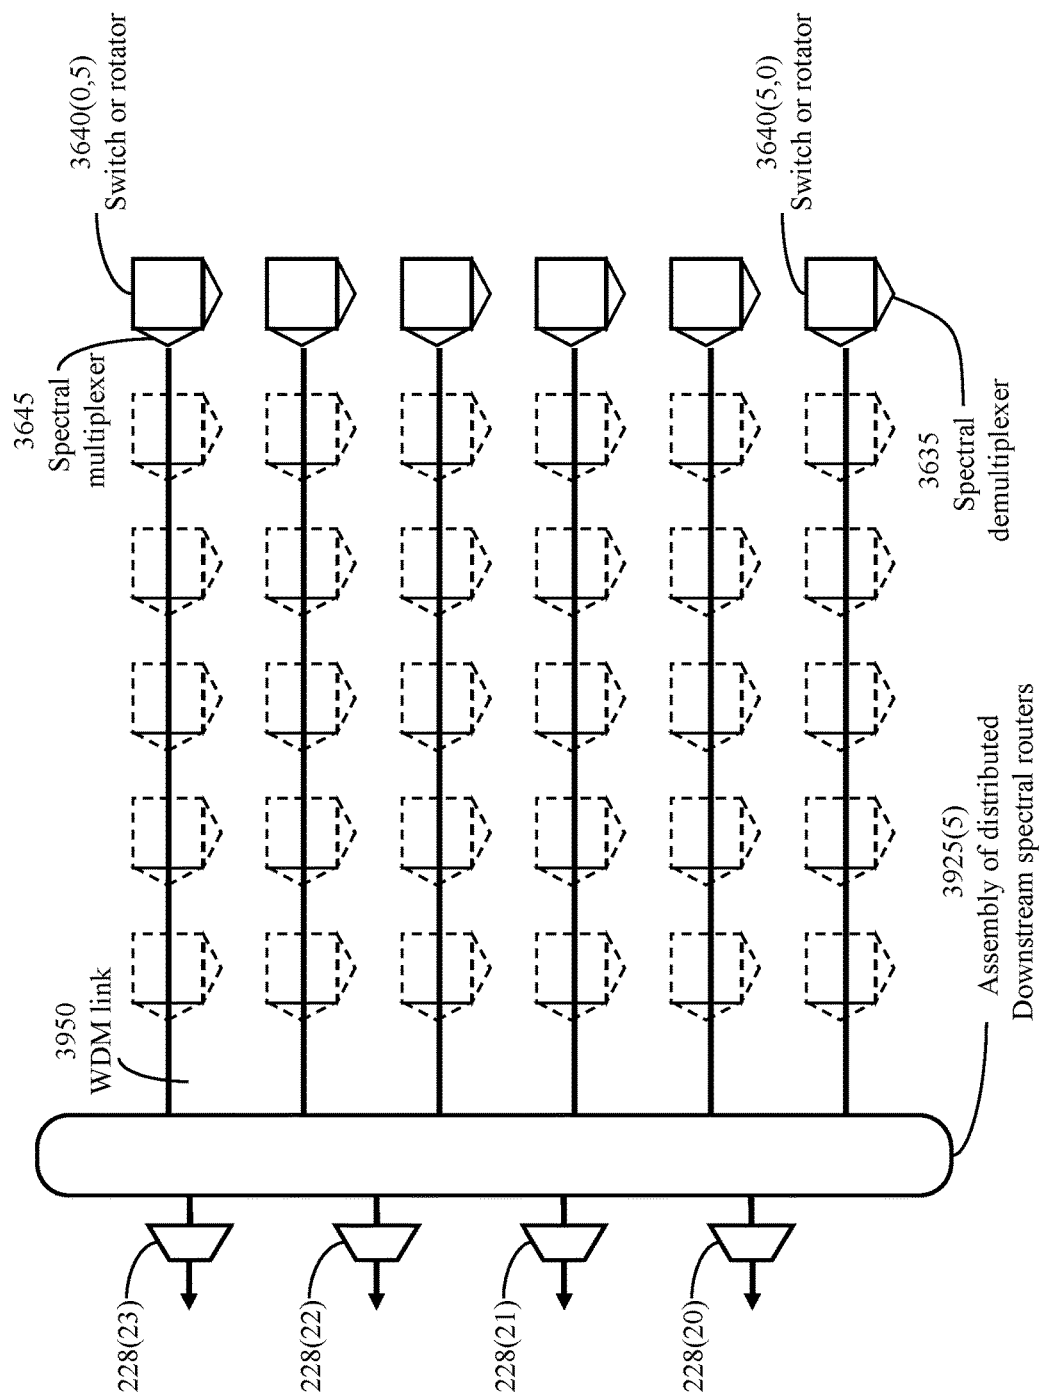 3640(0,5)
Switch or rotator
3640(5,0)
Switch or rotator
3645
Spectral
multiplexer
3635
Spectral
demultiplexer
3950
WDM link
3925(5)
Assembly of distributed
Downstream spectral routers
228(23)
228(22)
228(21)
228(20)